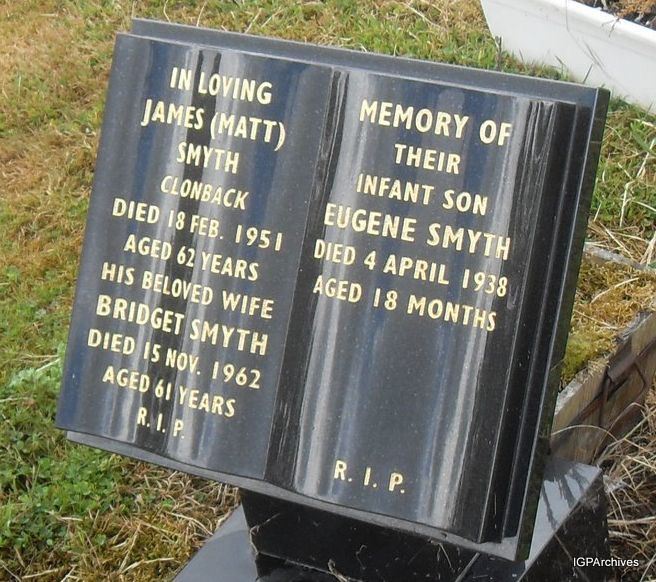 IN LOVING
JAMES (MATT)
SMYTH
CLONBACK
DIED 18 FEB. 1951
AGED 62 YEARS
HIS BELOVED WIFE
BRIDGET SMYTH
DIED 15 NOV. 1962
AGED 61 YEARS
R. I. P.
MEMORY OF
THEIR
INFANT SON
EUGENE SMYTH
DIED 4 APRIL 1938
AGED 18 MONTHS
R. I. P.
IGPArchives